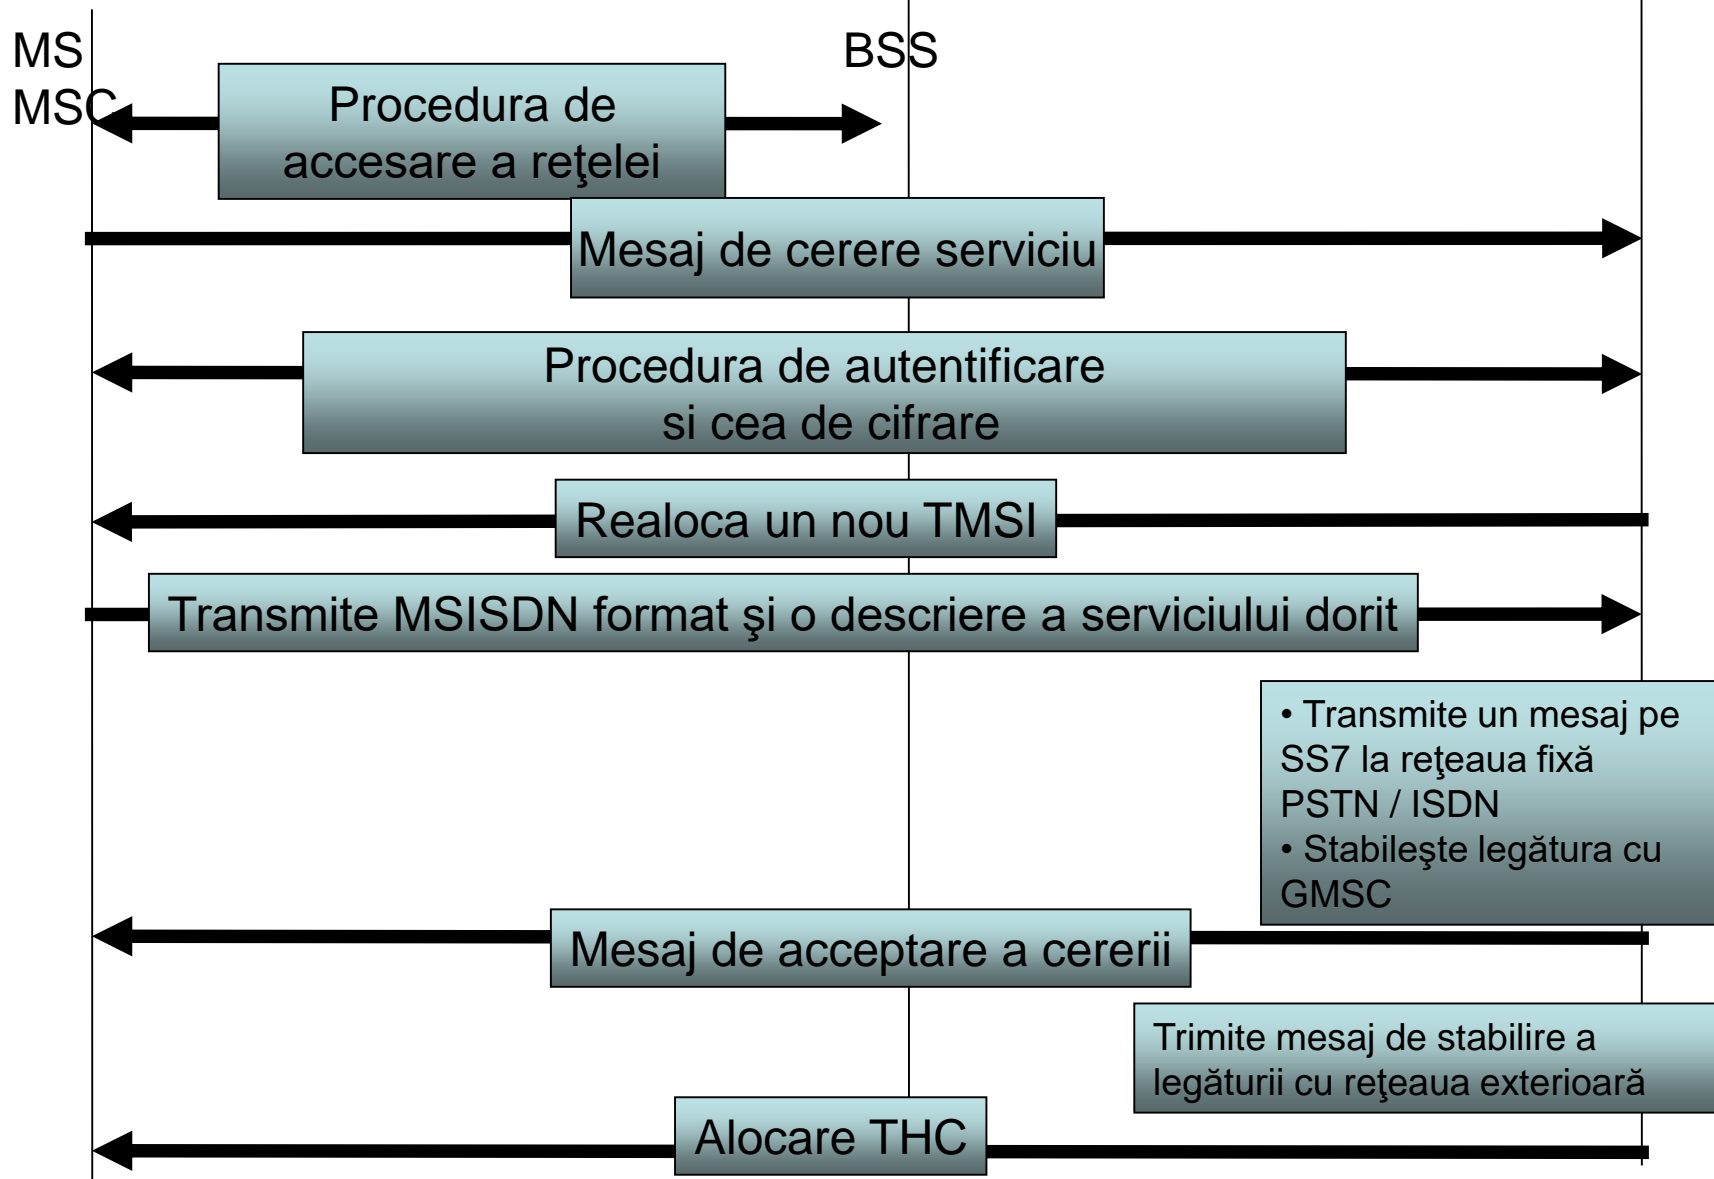 MS
BSS
MSC
Procedura de
accesare a reţelei
Mesaj de cerere serviciu
Procedura de autentificare
si cea de cifrare
Realoca un nou TMSI
Transmite MSISDN format şi o descriere a serviciului dorit
• Transmite un mesaj pe
SS7 la reţeaua fixă
PSTN / ISDN
• Stabileşte legătura cu
GMSC
Mesaj de acceptare a cererii
Trimite mesaj de stabilire a
legăturii cu reţeaua exterioară
Alocare THC